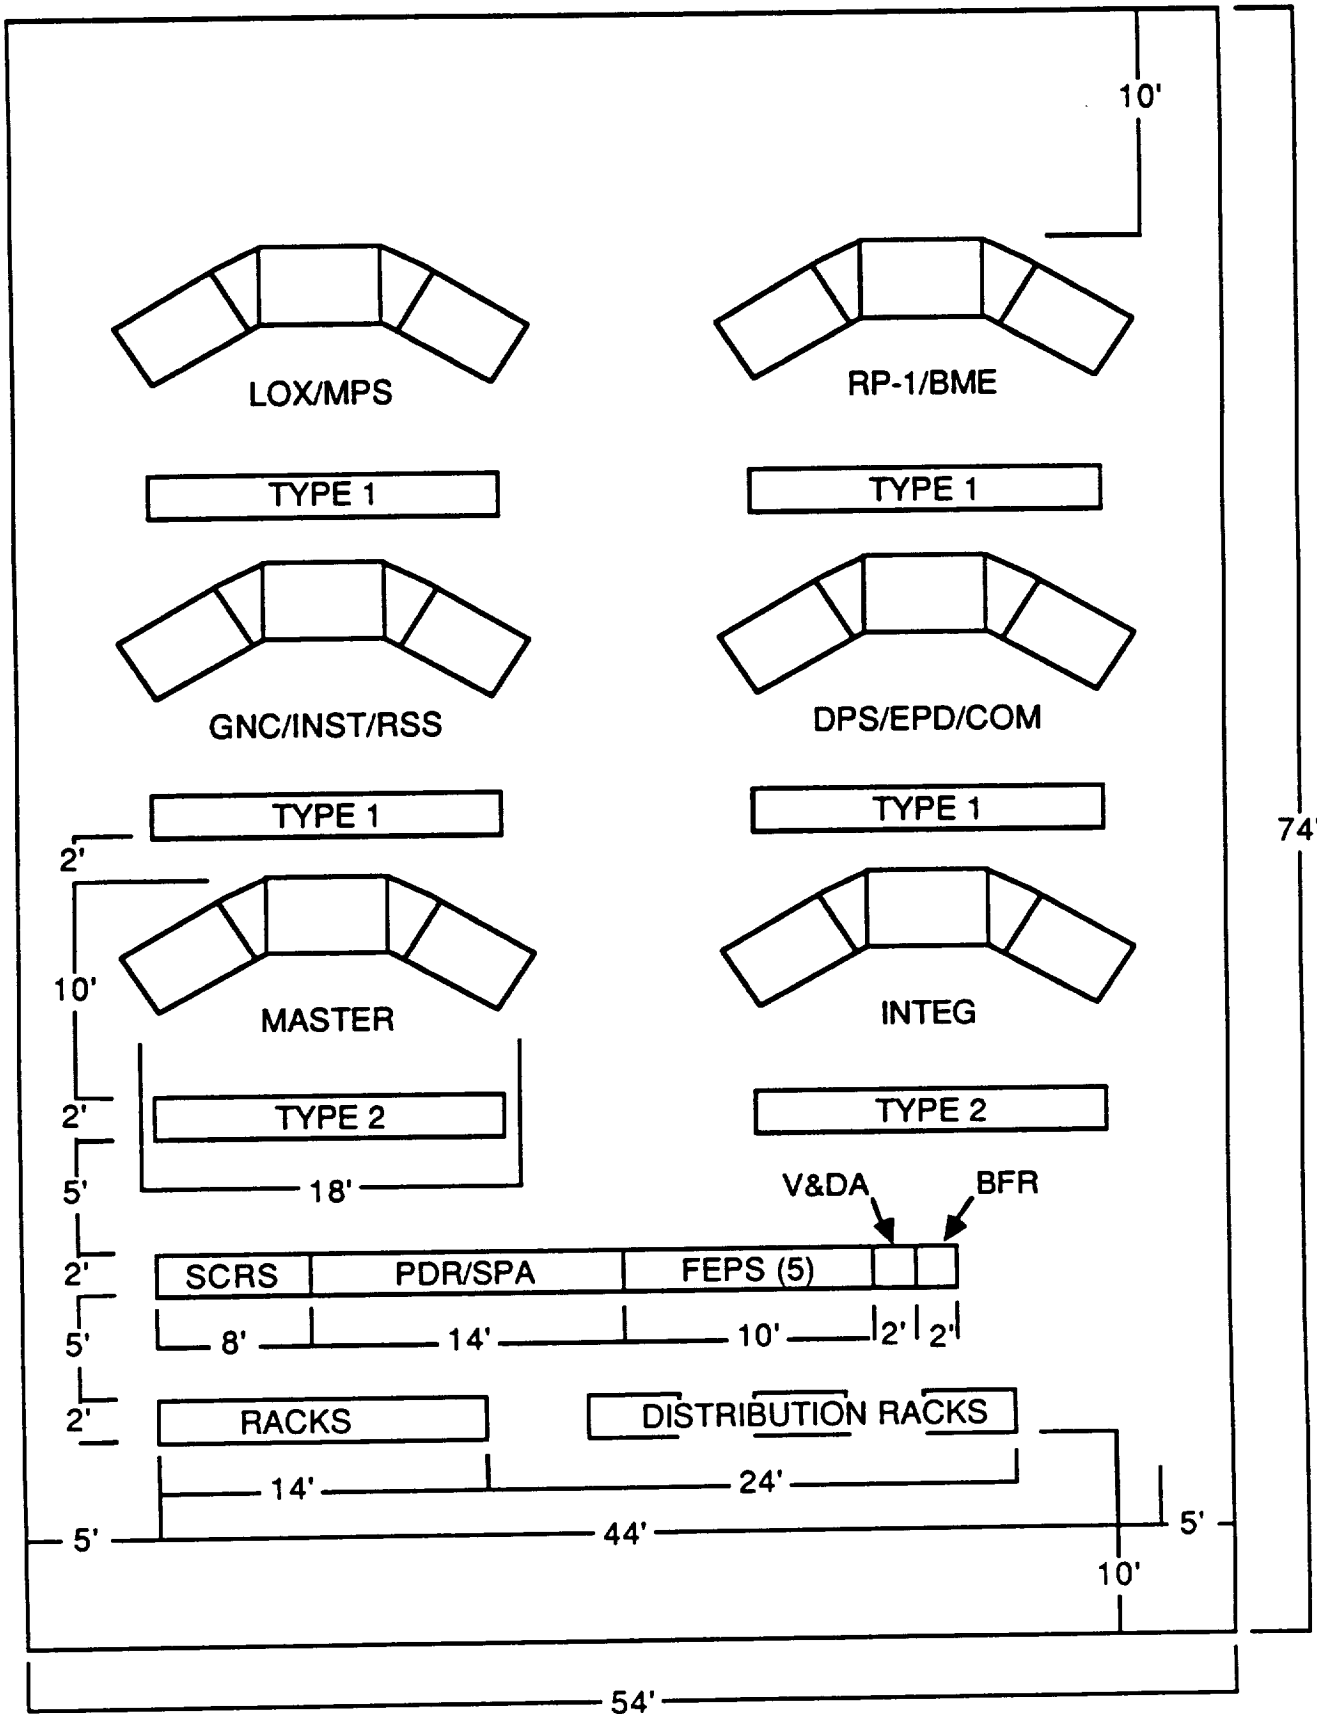 10'
LOX/MPS
RP-1/BME
TYPE 1
TYPE 1
GNC/INST/RSS
DPS/EPD/COM
TYPE 1
TYPE 1
74'
2'
10'
MASTER
INTEG
2'
TYPE 2
TYPE 2
5'
18'
V&DA
BFR
2'
SCRS
PDR/SPA
FEPS (5)
5'
8'
14'
10'
2'
2'
2'
RACKS
DISTRIBUTION RACKS
14'
24'
5'
44'
5'
10'
54'